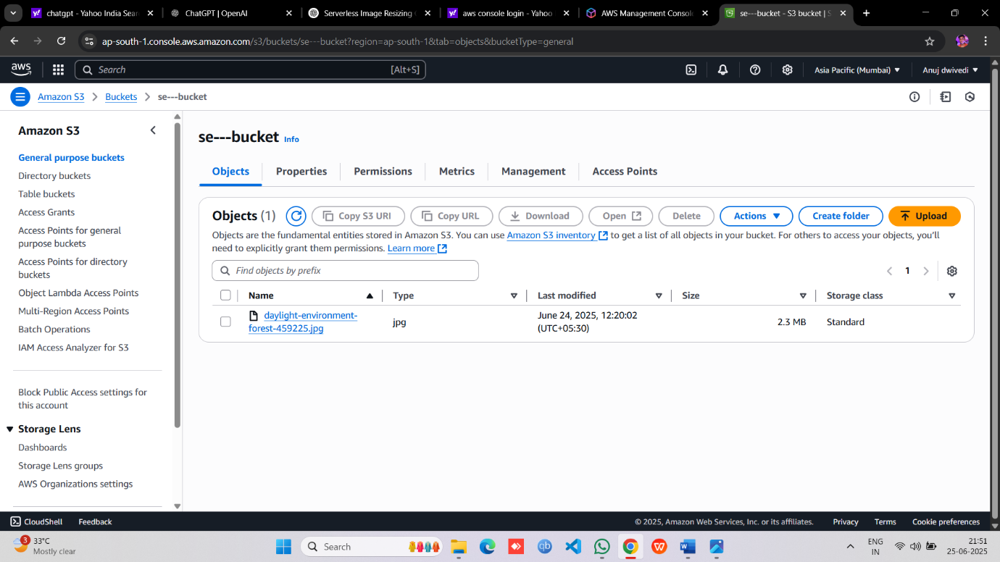 chatgpt - Yahoo India Sear
ChatGPT | OpenAI
Serverless Image Resizing
aws console login - Yahoo
AWS Management Console
se---bucket - S3 bucket | S
ap-south-1.console.aws.amazon.com/s3/buckets/se---bucket?region=ap-south-1&tab=objects&bucketType=general
aws
Search
[Alt+S]
Asia Pacific (Mumbai)
Anuj dwivedi
Amazon S3
Buckets
se---bucket
Amazon S3
General purpose buckets
Directory buckets
Table buckets
Access Grants
Access Points for general
purpose buckets
Access Points for directory
buckets
Object Lambda Access Points
Multi-Region Access Points
Batch Operations
IAM Access Analyzer for S3
Block Public Access settings for
this account
Storage Lens
Dashboards
Storage Lens groups
AWS Organizations settings
se---bucket Info
Objects
Properties
Permissions
Metrics
Management
Access Points
Objects (1)
Copy S3 URI
Copy URL
Download
Open
Delete
Actions
Create folder
Upload
Objects are the fundamental entities stored in Amazon S3. You can use Amazon S3 inventory to get a list of all objects in your bucket. For others to access your objects, you'll
need to explicitly grant them permissions. Learn more
Find objects by prefix
1
Name
Type
Last modified
Size
Storage class
daylight-environment-
forest-459225.jpg
jpg
June 24, 2025, 12:20:02
(UTC+05:30)
2.3 MB
Standard
CloudShell
Feedback
© 2025, Amazon Web Services, Inc. or its affiliates.
Privacy
Terms
Cookie preferences
3
33°C
Mostly clear
Search
qb
ENG
IN
21:51
25-06-2025